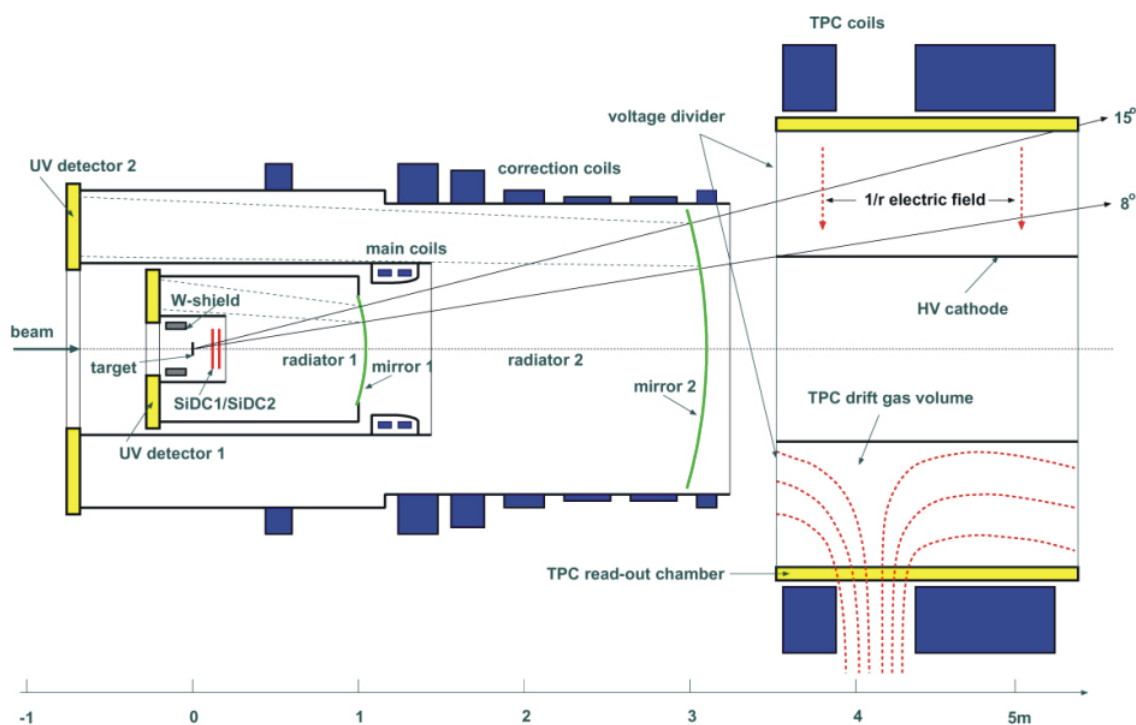 TPC coils
voltage divider
15°
UV detector 2
correction coils
1/r electric field
8°
main coils
W-shield
HV cathode
beam
target
radiator 1
mirror 1
radiator 2
mirror 2
SiDC1/SiDC2
TPC drift gas volume
UV detector 1
TPC read-out chamber
-1
0
1
2
3
4
5m